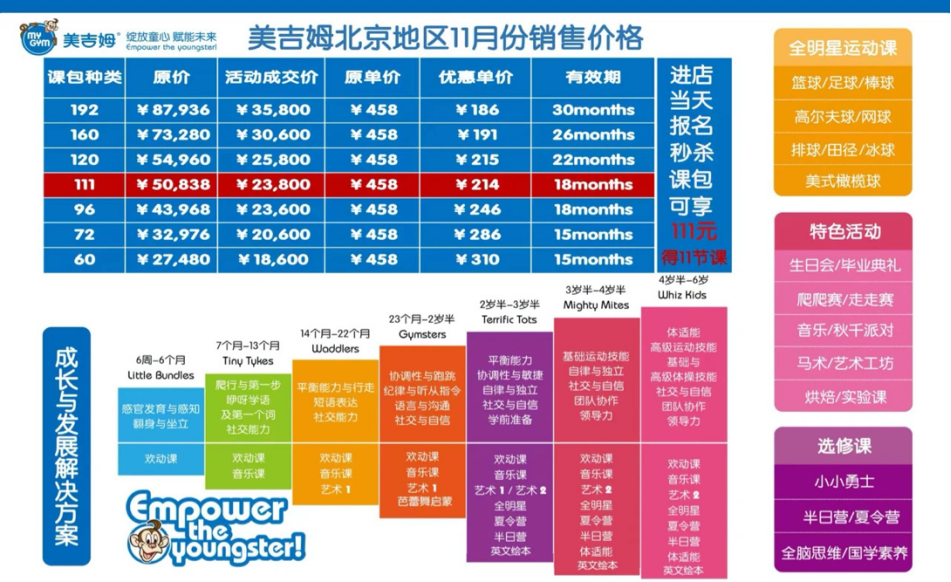 MY GYM
美吉姆
绽放童心 赋能未来
Empower the youngster!
美吉姆北京地区11月份销售价格
课包种类 原价 活动成交价 原单价 优惠单价 有效期
192 ¥87,936 ¥35,800 ¥458 ¥186 30months
160 ¥73,280 ¥30,600 ¥458 ¥191 26months
120 ¥54,960 ¥25,800 ¥458 ¥215 22months
111 ¥50,838 ¥23,800 ¥458 ¥214 18months
96 ¥43,968 ¥23,600 ¥458 ¥246 18months
72 ¥32,976 ¥20,600 ¥458 ¥286 15months
60 ¥27,480 ¥18,600 ¥458 ¥310 15months
进店
当天
报名
秒杀
课包
可享
111元
得11节课
全明星运动课
篮球/足球/棒球
高尔夫球/网球
排球/田径/冰球
美式橄榄球
特色活动
生日会/毕业典礼
爬爬赛/走走赛
音乐/秋千派对
马术/艺术工坊
烘焙/实验课
选修课
小小勇士
半日营/夏令营
全脑思维/国学素养
成长与发展解决方案
6周-6个月
Little Bundles
感官发育与感知
翻身与坐立
欢动课
7个月-13个月
Tiny Tykes
爬行与第一步
咿呀学语
及第一个词
社交能力
欢动课
音乐课
14个月-22个月
Waddlers
平衡能力与行走
短语表达
社交能力
欢动课
音乐课
艺术1
23个月-2岁半
Gymsters
协调性与跑跳
纪律与听从指令
语言与沟通
社交与自信
欢动课
音乐课
艺术1
芭蕾舞启蒙
2岁半-3岁半
Terrific Tots
平衡能力
协调性与敏捷
自律与独立
社交与自信
学前准备
欢动课
音乐课
艺术1/艺术2
全明星
夏令营
半日营
英文绘本
3岁半-4岁半
Mighty Mites
基础运动技能
自律与独立
社交与自信
团队协作
领导力
欢动课
音乐课
艺术2
全明星
夏令营
半日营
体适能
英文绘本
4岁半-6岁
Whiz Kids
体适能
高级运动技能
基础与
高级体操技能
社交与自信
团队协作
领导力
欢动课
音乐课
艺术2
全明星
夏令营
半日营
体适能
英文绘本
Empower
the
youngster!